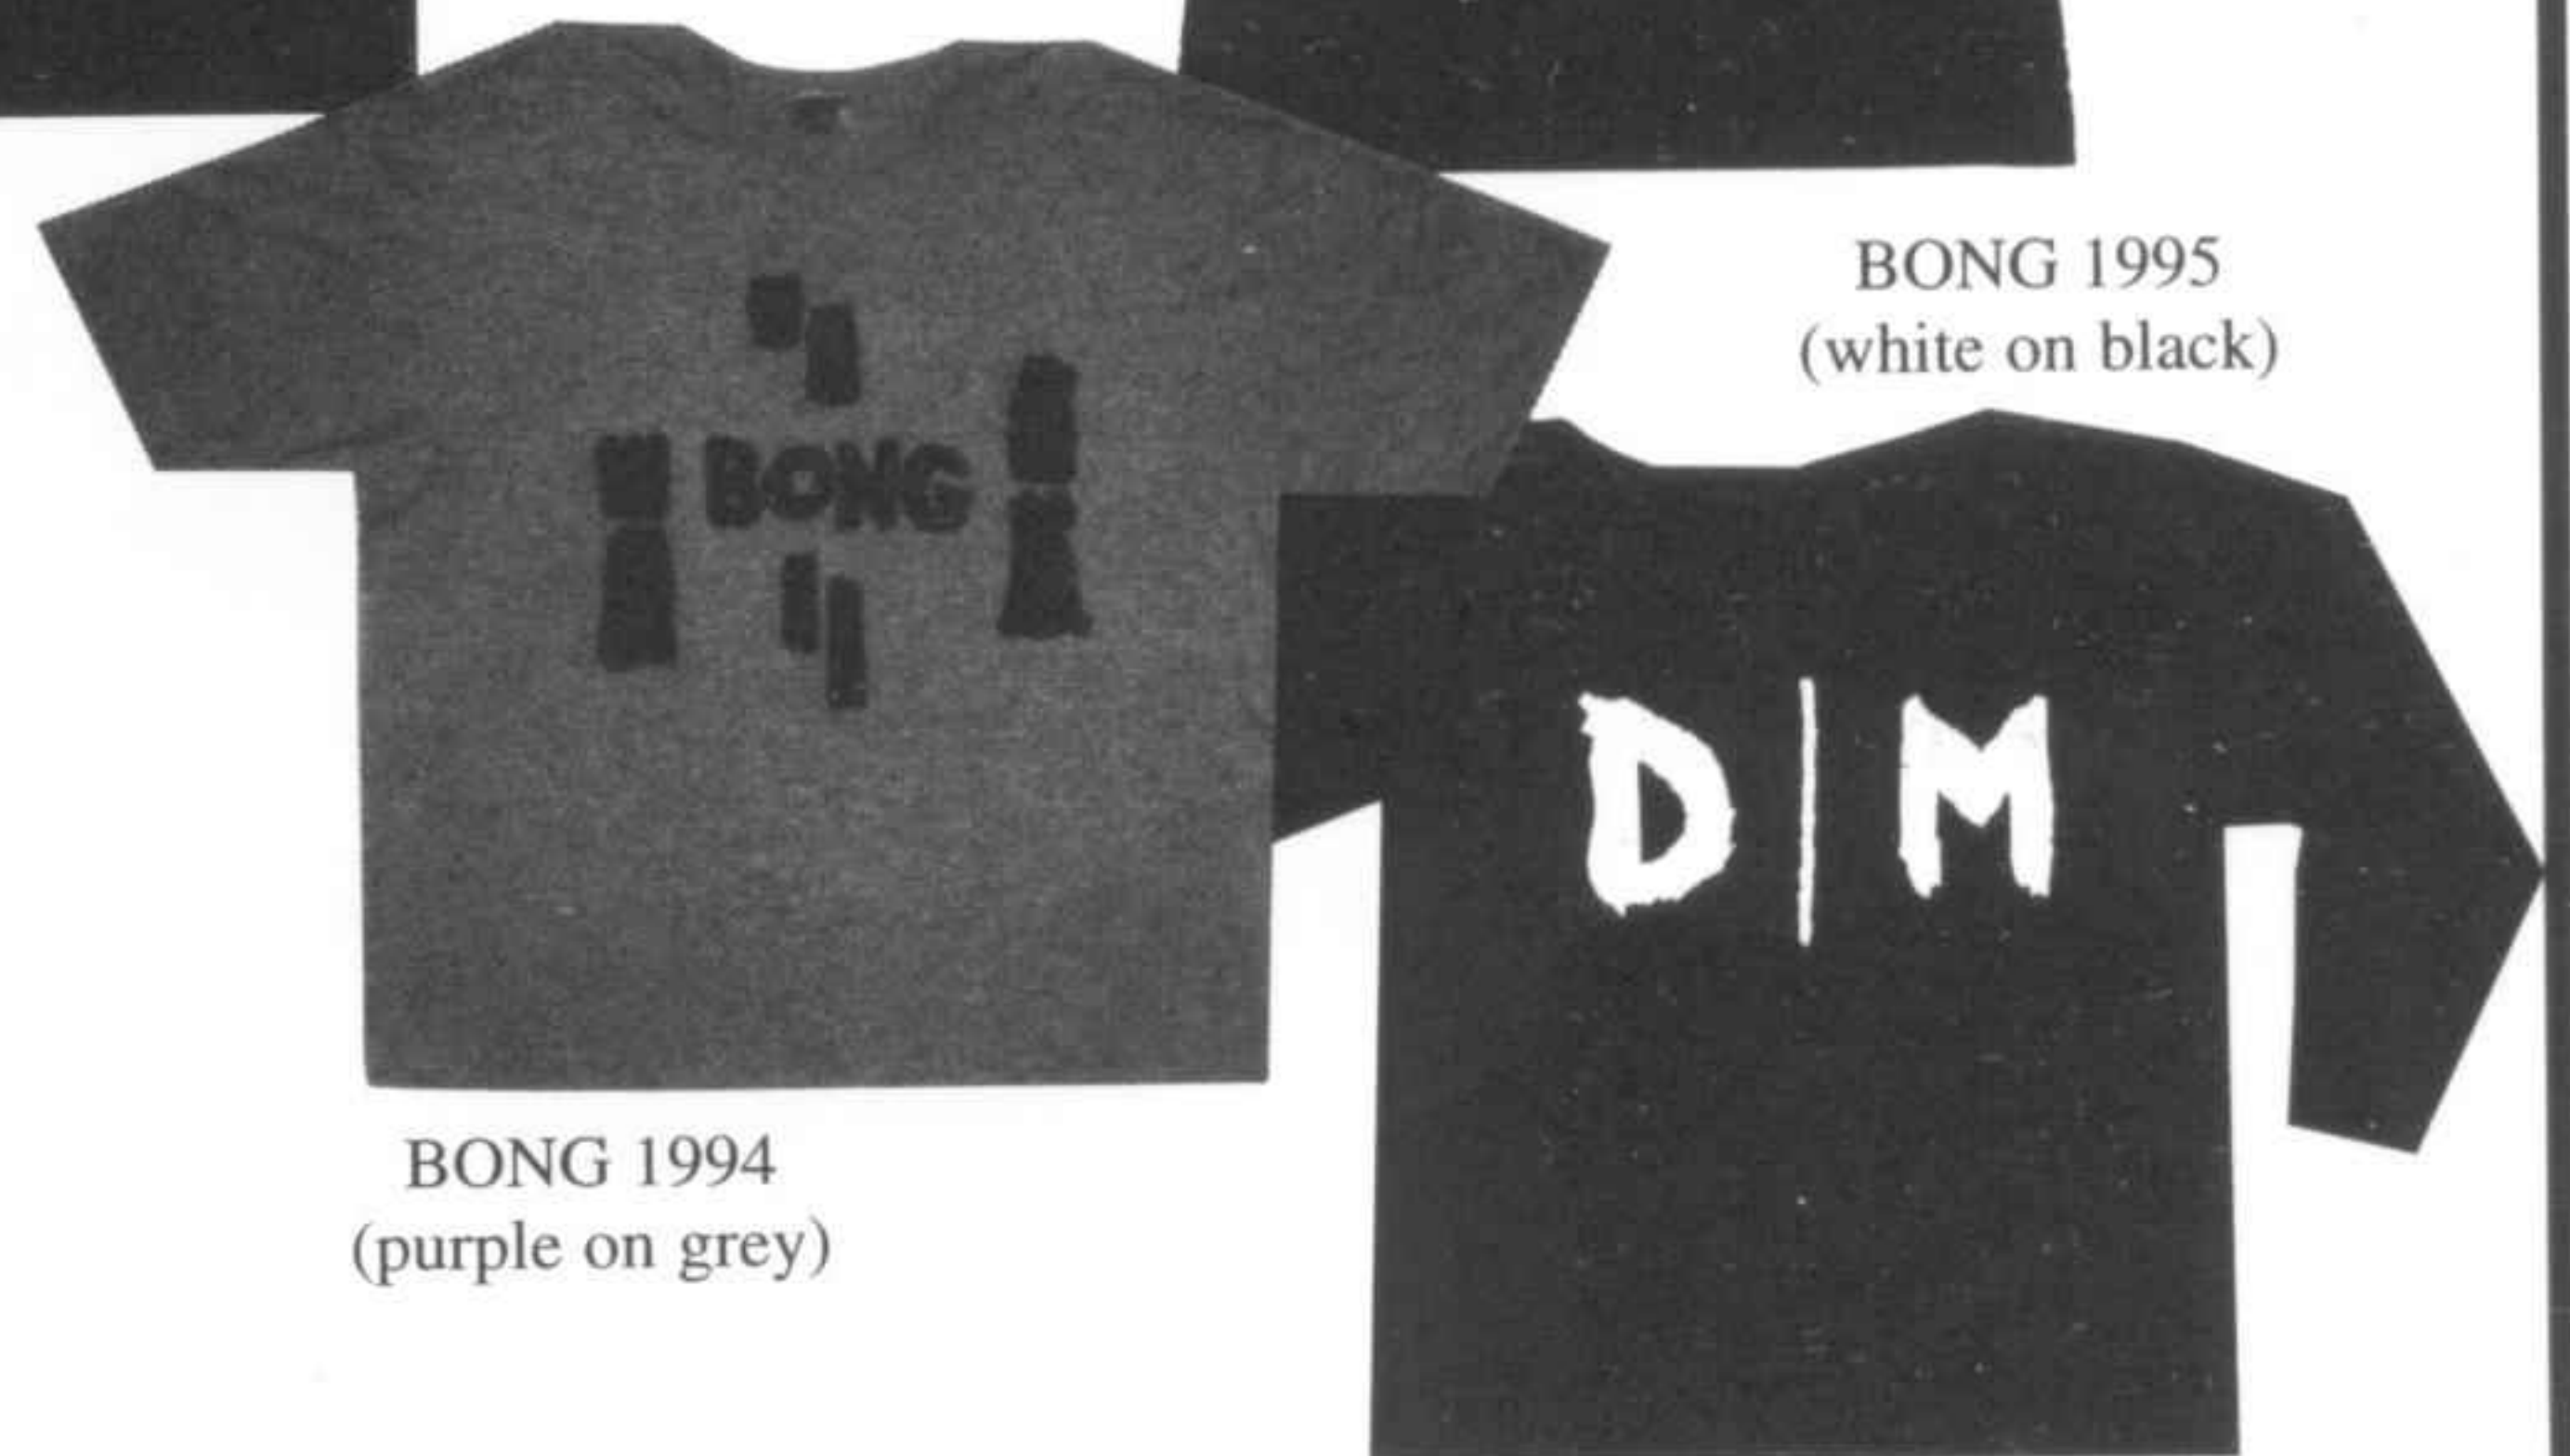 BONG
BONG 1995
(white on black)
D|M
BONG 1994
(purple on grey)